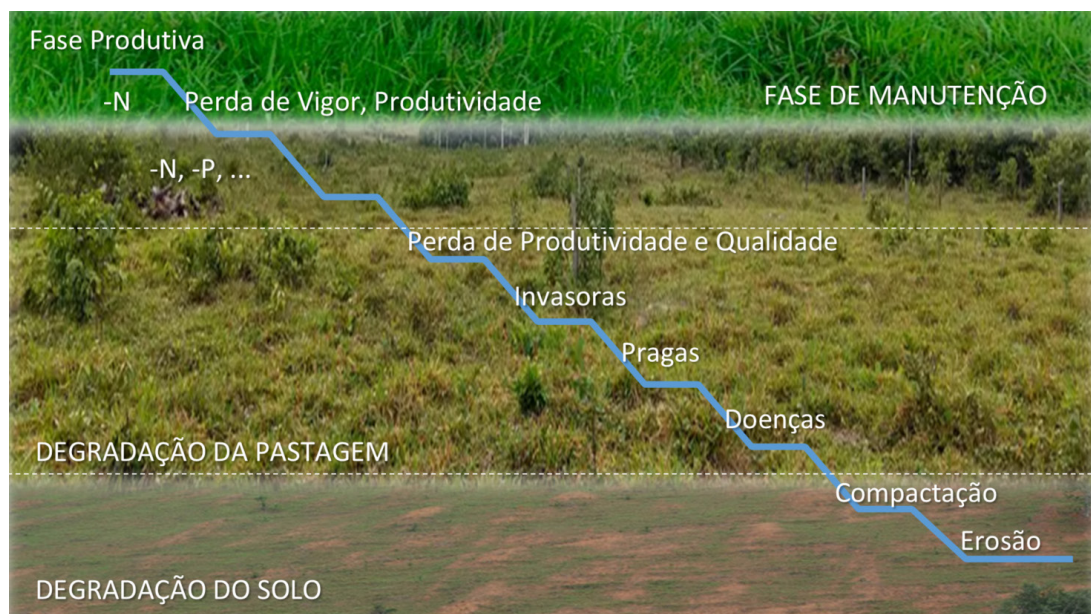 Fase Produtiva
-N
Perda de Vigor, Produtividade
FASE DE MANUTENÇÃO
-N, -P, ...
Perda de Produtividade e Qualidade
Invasoras
Pragas
Doenças
DEGRADAÇÃO DA PASTAGEM
Compactação
Erosão
DEGRADAÇÃO DO SOLO